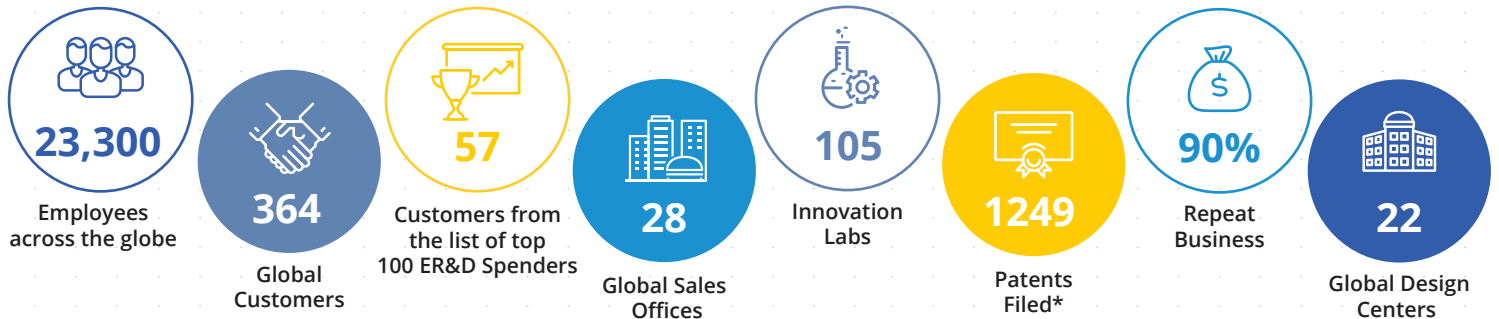 23,300
Employees
across the globe
364
Global
Customers
57
Customers from
the list of top
100 ER&D Spenders
28
Global Sales
Offices
105
Innovation
Labs
1249
Patents
Filed*
$
90%
Repeat
Business
22
Global Design
Centers